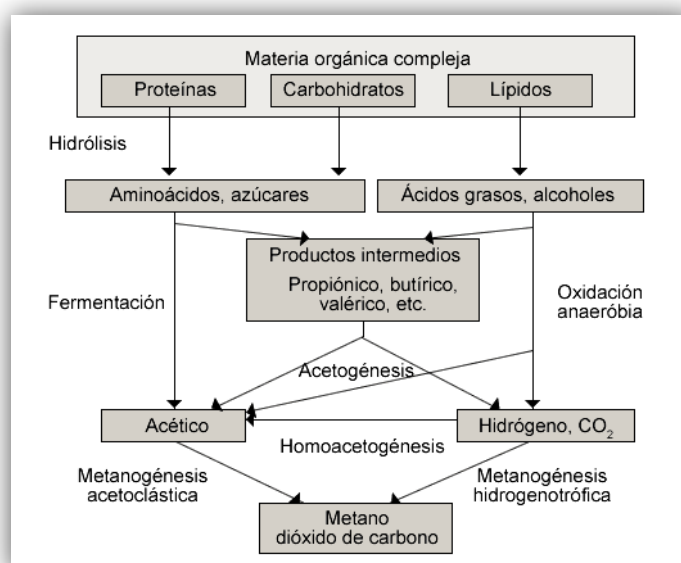 Materia orgánica compleja
Proteínas
Carbohidratos
Lípidos
Hidrólisis
Aminoácidos, azúcares
Ácidos grasos, alcoholes
Productos intermedios
Propiónico, butírico,
valérico, etc.
Fermentación
Oxidación
anaeróbia
Acetogénesis
Acético
Hidrógeno, CO₂
Homoacetogénesis
Metanogénesis
acetoclástica
Metanogénesis
hidrogenotrófica
Metano
dióxido de carbono